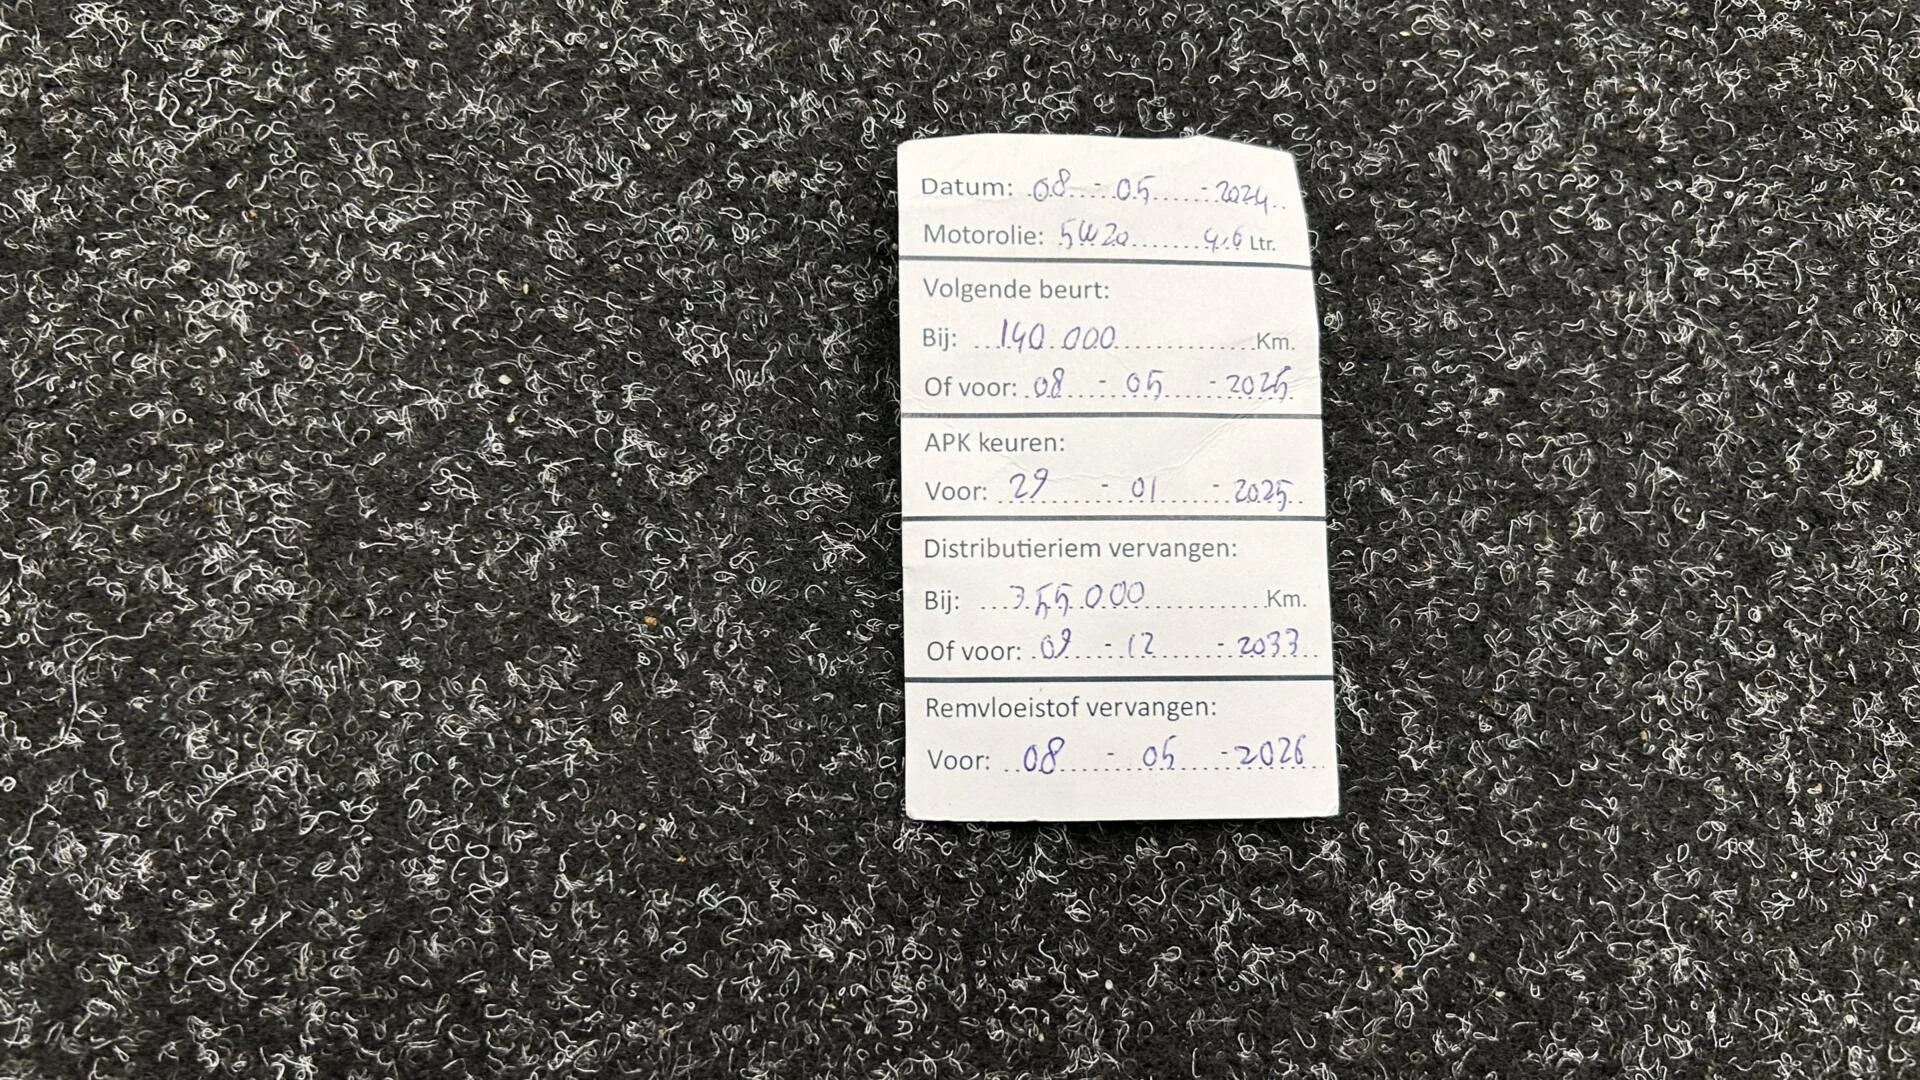 Datum: 08 - 05 - 2024
Motorolie: 5W20 4.6 Ltr.
Volgende beurt:
Bij: 140.000 Km.
Of voor: 08 - 05 - 2025
APK keuren:
Voor: 29 - 01 - 2025
Distributieriem vervangen:
Bij: 355.000 Km.
Of voor: 09 - 12 - 2033
Remvloeistof vervangen:
Voor: 08 - 05 - 2026